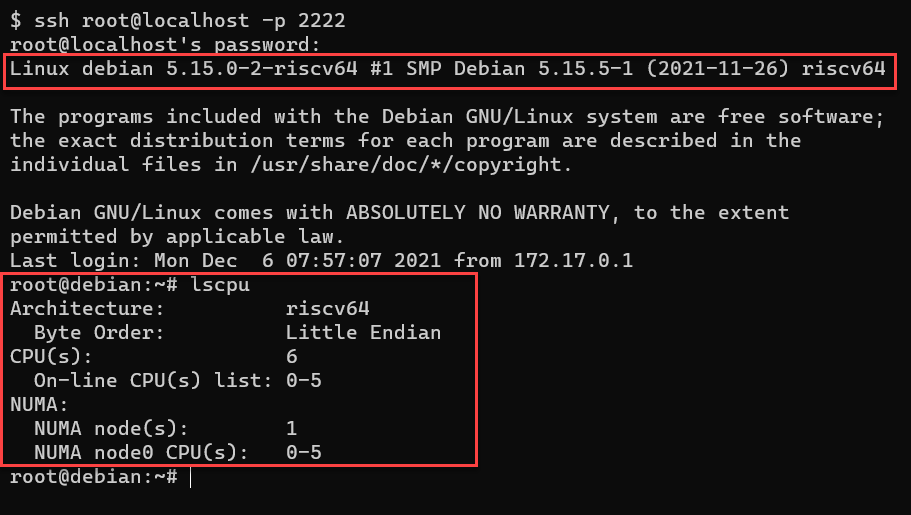 $ ssh root@localhost -p 2222
root@localhost's password:
Linux debian 5.15.0-2-riscv64 #1 SMP Debian 5.15.5-1 (2021-11-26) riscv64
The programs included with the Debian GNU/Linux system are free software;
the exact distribution terms for each program are described in the
individual files in /usr/share/doc/*/copyright.
Debian GNU/Linux comes with ABSOLUTELY NO WARRANTY, to the extent
permitted by applicable law.
Last login: Mon Dec  6 07:57:07 2021 from 172.17.0.1
root@debian:~# lscpu
Architecture:          riscv64
  Byte Order:          Little Endian
CPU(s):                6
  On-line CPU(s) list: 0-5
NUMA:
  NUMA node(s):        1
  NUMA node0 CPU(s):   0-5
root@debian:~#